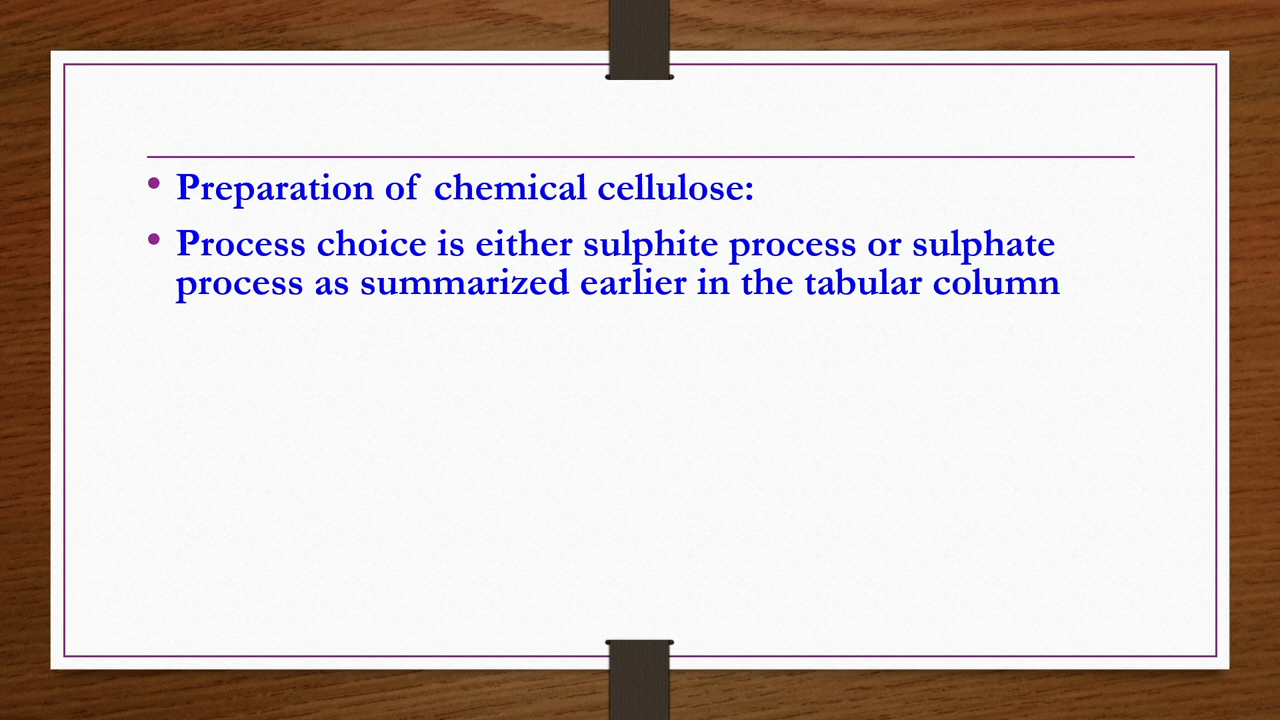 • Preparation of chemical cellulose:
• Process choice is either sulphite process or sulphate
process as summarized earlier in the tabular column